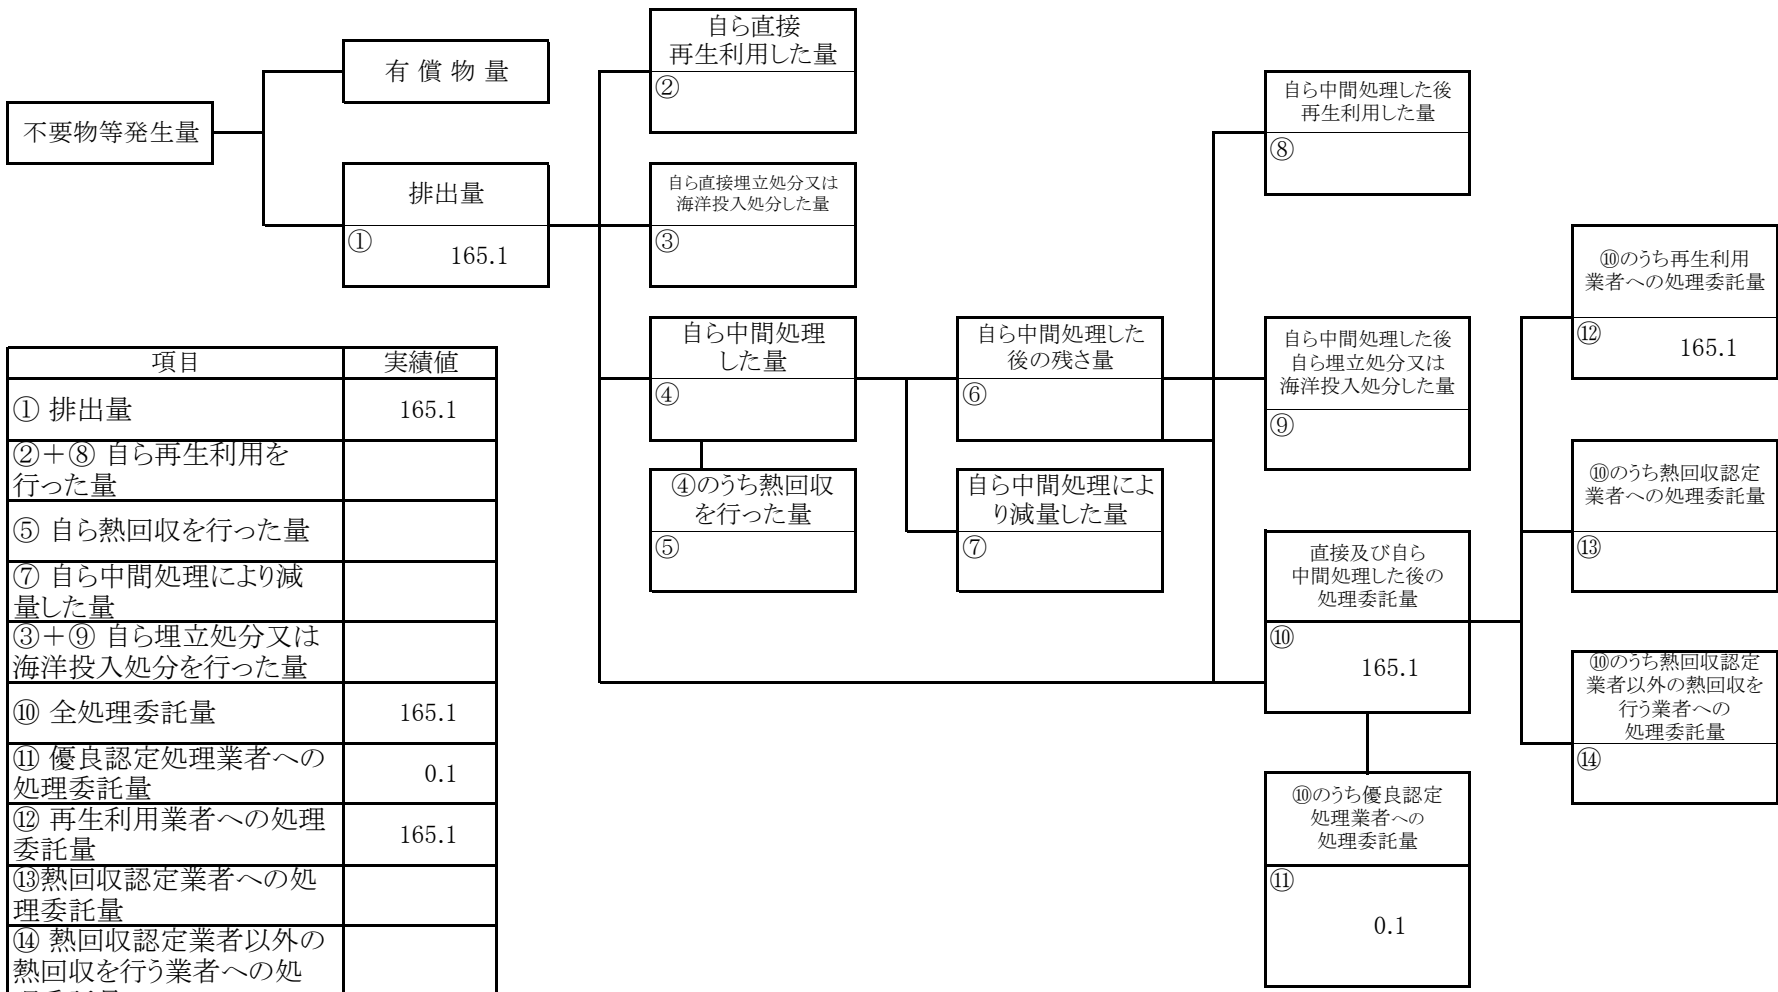 不要物等発生量
有 償 物 量
排出量
①
165.1
自ら直接
再生利用した量
②
自ら直接埋立処分又は
海洋投入処分した量
③
自ら中間処理
した量
④
④のうち熱回収
を行った量
⑤
自ら中間処理した
後の残さ量
⑥
自ら中間処理によ
り減量した量
⑦
自ら中間処理した後
再生利用した量
⑧
自ら中間処理した後
自ら埋立処分又は
海洋投入処分した量
⑨
直接及び自ら
中間処理した後の
処理委託量
⑩
165.1
⑩のうち優良認定
処理業者への
処理委託量
⑪
0.1
⑩のうち再生利用
業者への処理委託量
⑫
165.1
⑩のうち熱回収認定
業者への処理委託量
⑬
⑩のうち熱回収認定
業者以外の熱回収を
行う業者への
処理委託量
⑭
項目 実績値
① 排出量 165.1
②+⑧ 自ら再生利用を
行った量
⑤ 自ら熱回収を行った量
⑦ 自ら中間処理により減
量した量
③+⑨ 自ら埋立処分又は
海洋投入処分を行った量
⑩ 全処理委託量 165.1
⑪ 優良認定処理業者への
処理委託量 0.1
⑫ 再生利用業者への処理
委託量 165.1
⑬熱回収認定業者への処
理委託量
⑭ 熱回収認定業者以外の
熱回収を行う業者への処